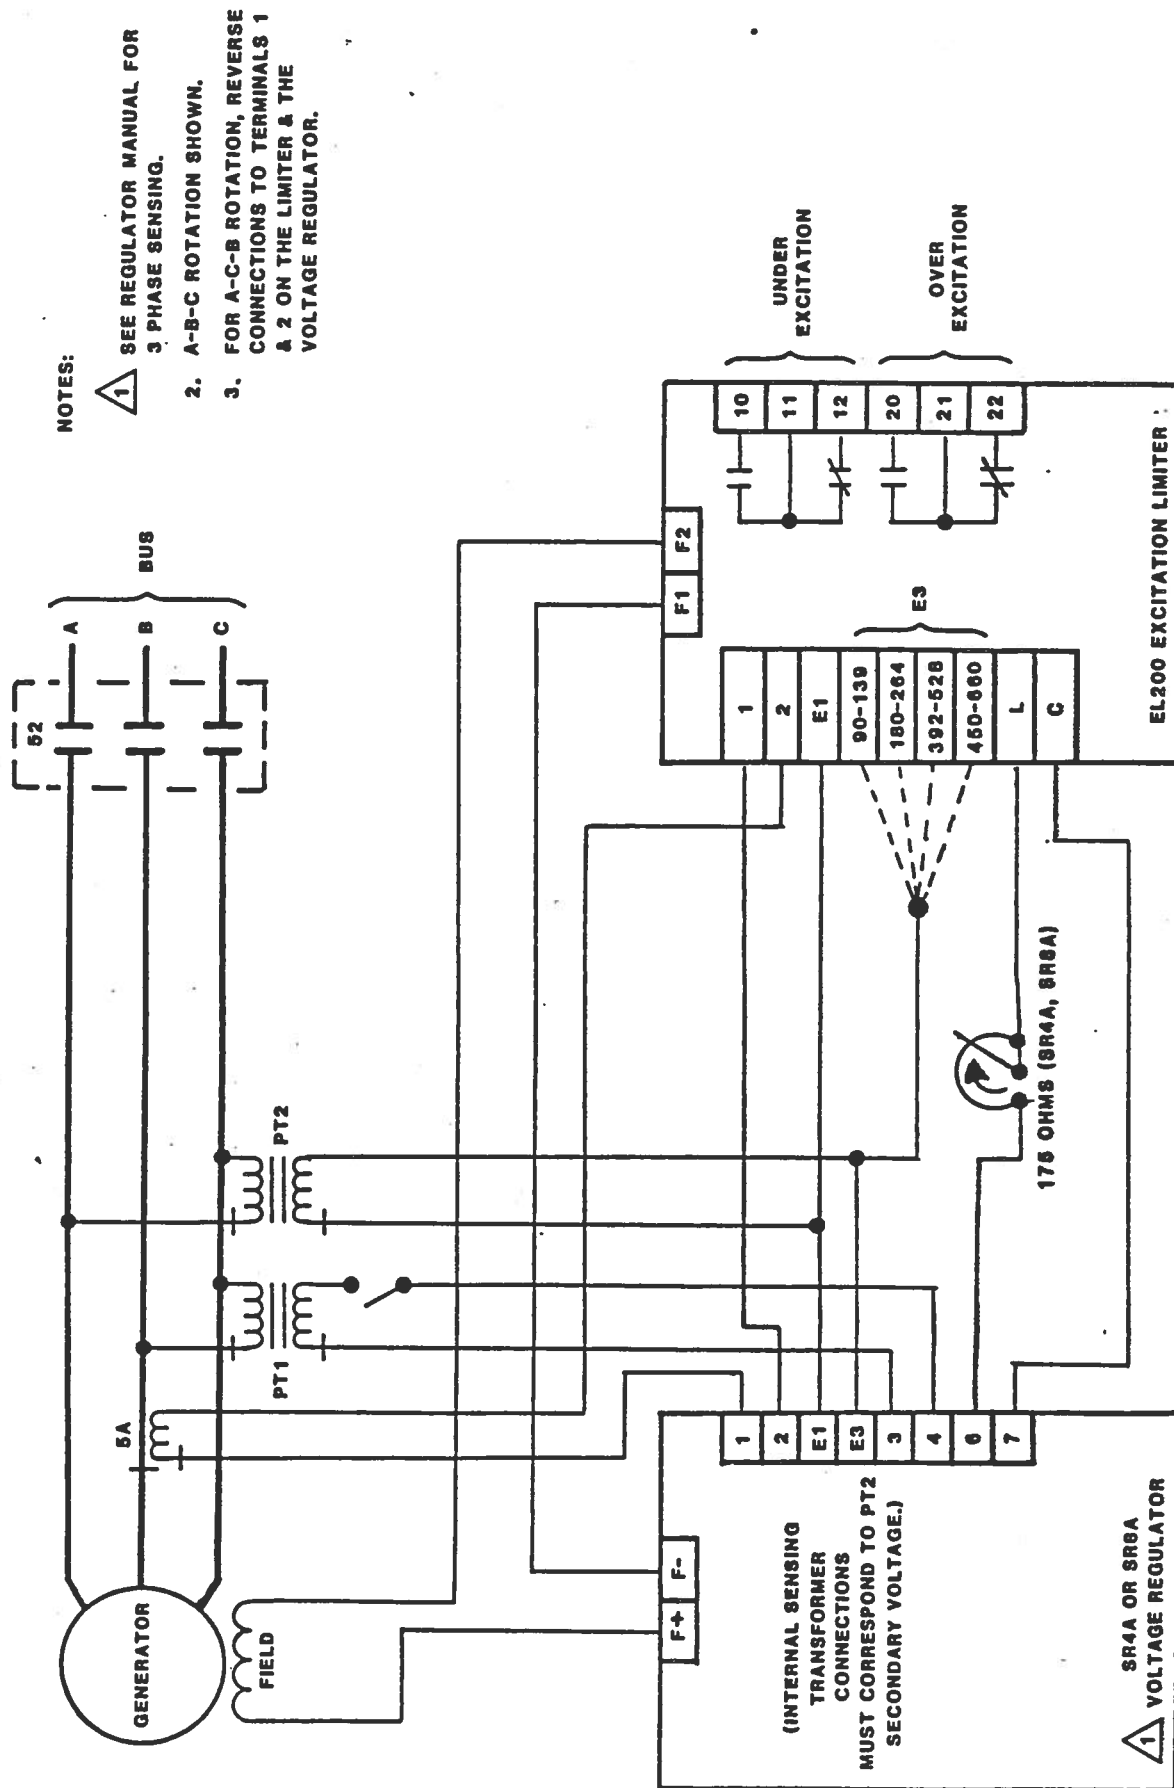 NOTES:
1 SEE REGULATOR MANUAL FOR
3 PHASE SENSING.
2. A-B-C ROTATION SHOWN.
3. FOR A-C-B ROTATION, REVERSE
CONNECTIONS TO TERMINALS 1
& 2 ON THE LIMITER & THE
VOLTAGE REGULATOR.
GENERATOR
FIELD
5A
PT1
PT2
52
A
B
C
BUS
F+
F-
(INTERNAL SENSING
TRANSFORMER
CONNECTIONS
MUST CORRESPOND TO PT2
SECONDARY VOLTAGE.)
1
2
E1
E3
3
4
6
7
SR4A OR SR8A
1 VOLTAGE REGULATOR
175 OHMS (SR4A, SR8A)
F1
F2
1
2
E1
90-139
180-264
392-528
450-660
L
C
E3
10
11
12
20
21
22
UNDER
EXCITATION
OVER
EXCITATION
EL200 EXCITATION LIMITER